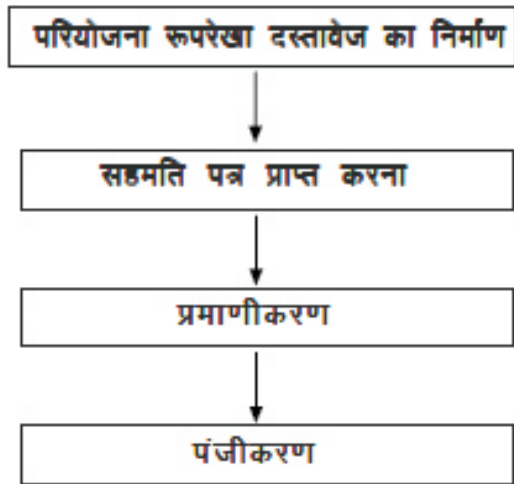 परियोजना रूपरेखा दस्तावेज का निर्माण
सहमति पत्र प्राप्त करना
प्रमाणीकरण
पंजीकरण